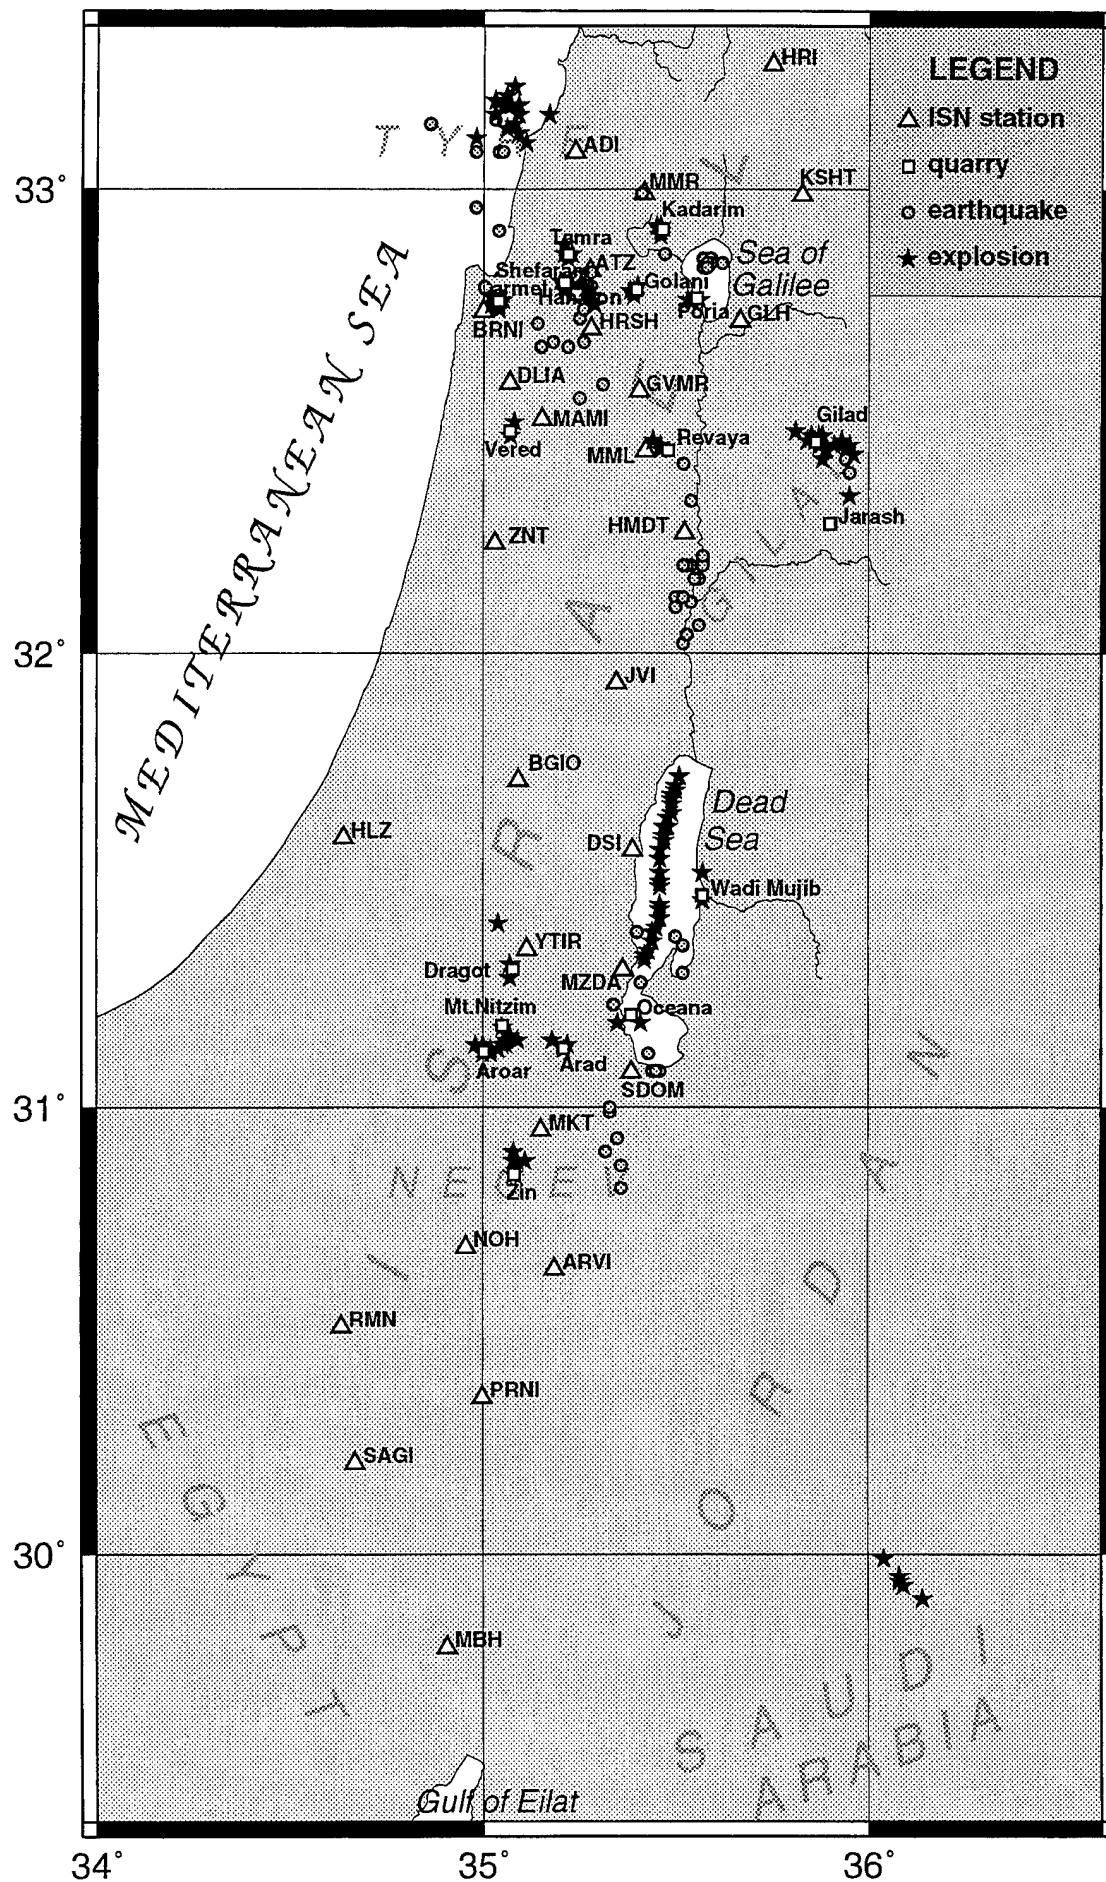 HRI
LEGEND
ISN station
quarry
earthquake
explosion
T Y R E
ADI
33°
MMR
KSHT
Kadarim
Tamra
Sea of
Galilee
ATZ
Shefaram
Golani
Carmel
Poria
GLH
BRNI
HRSH
DLIA
GVMR
MAMI
Gilad
Vered
Revaya
MML
Jarash
HMDT
ZNT
MEDITERRANEAN SEA
32°
JVI
BGIO
Dead
Sea
HLZ
DSI
Wadi Mujib
YTIR
Dragot
MZDA
Mt.Nitzim
Oceana
Arad
Aroar
SDOM
31°
MKT
N E G E V
Zin
NOH
ARVI
RMN
PRNI
SAGI
I S R A E L
J O R D A N
E G Y P T
30°
MBH
S A U D I
A R A B I A
Gulf of Eilat
34°
35°
36°